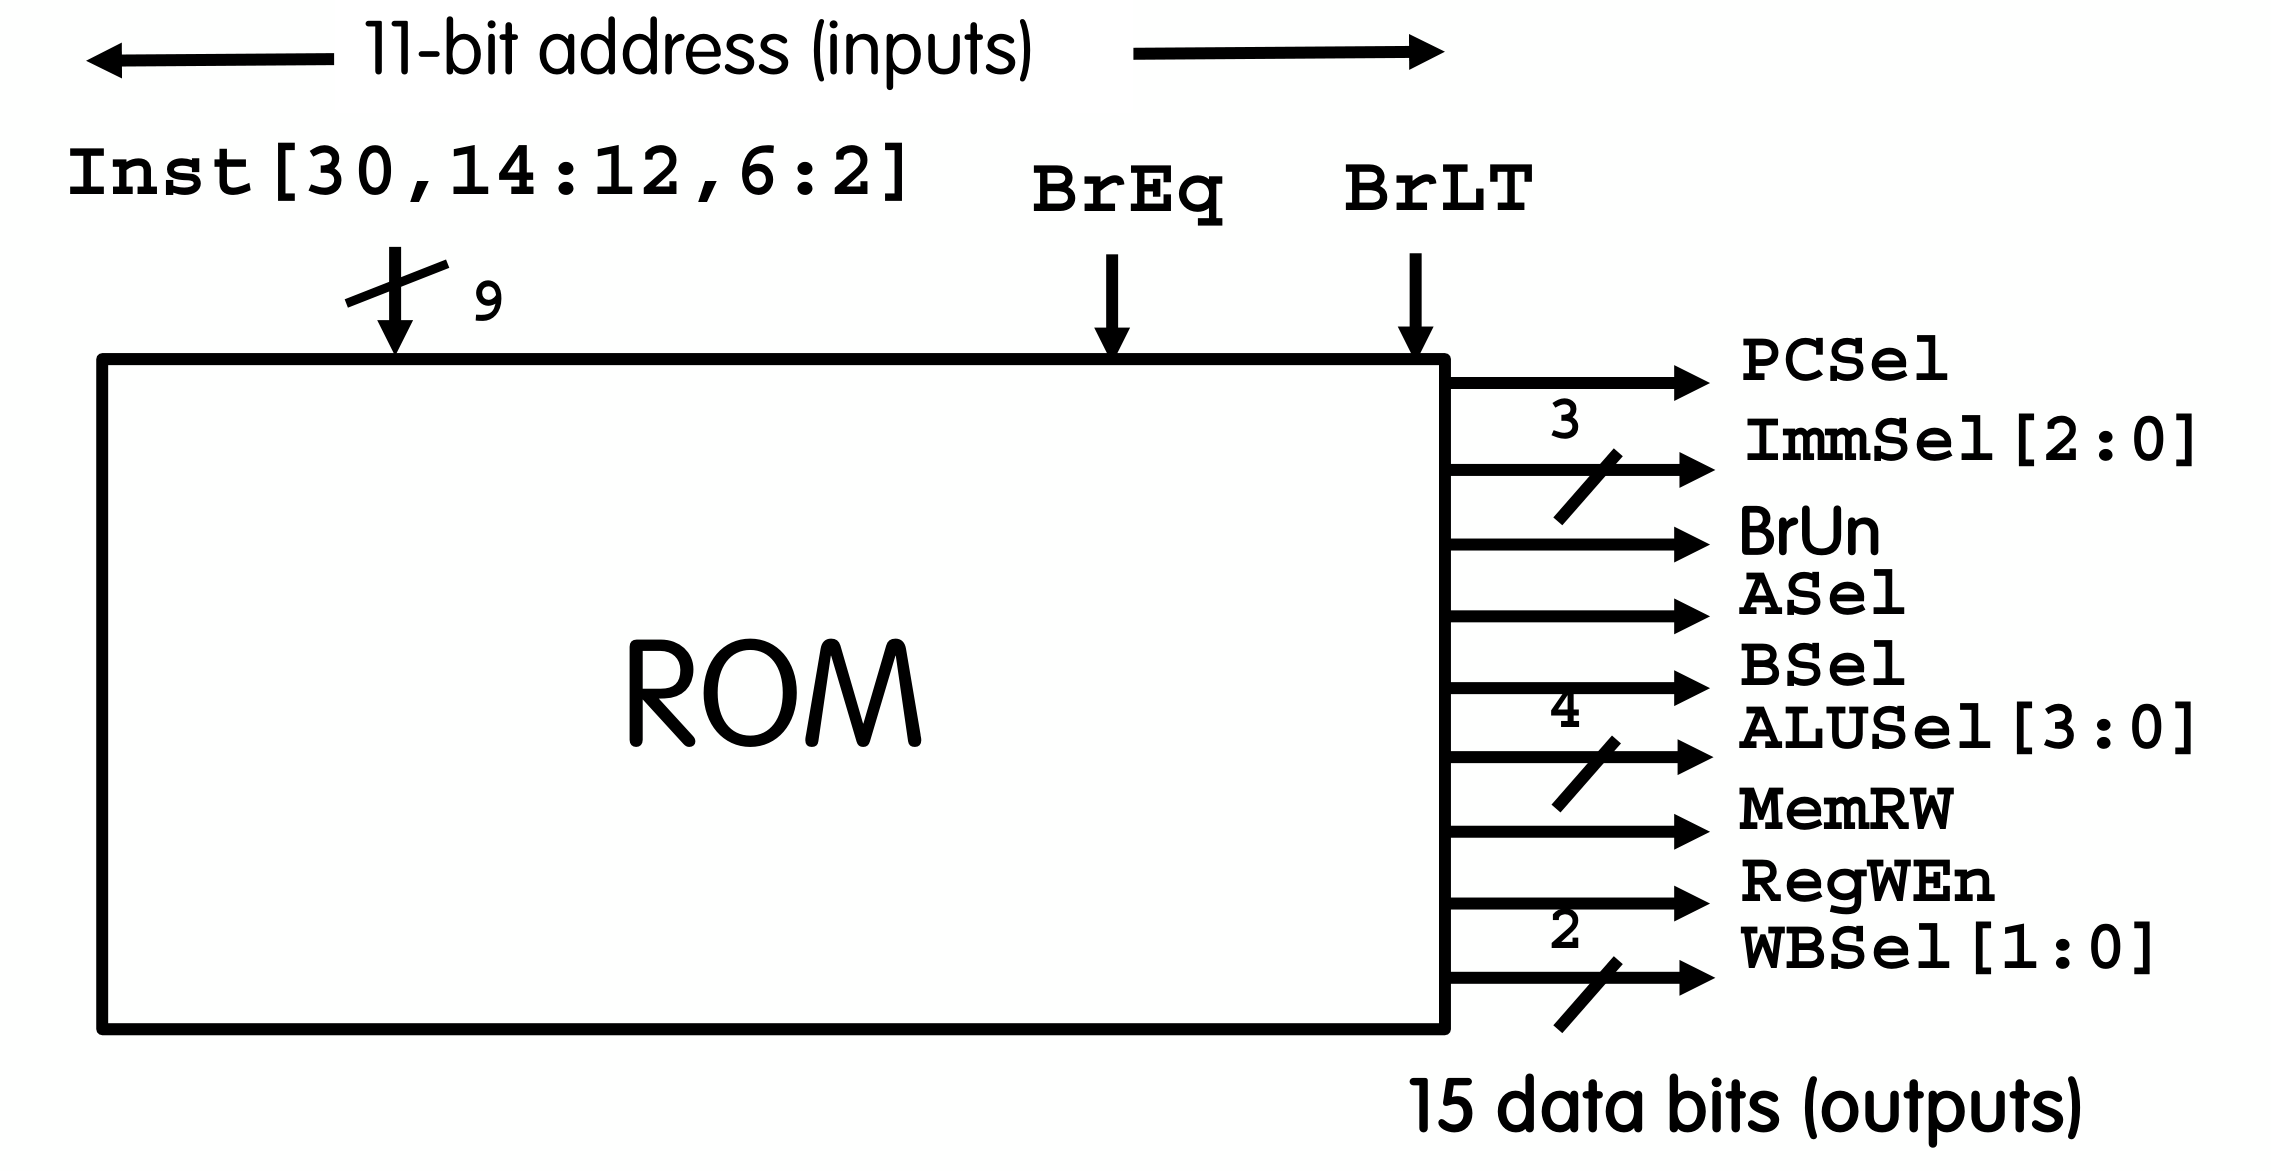 11-bit address (inputs)
Inst[30,14:12,6:2]
BrEq
BrLT
9
PCSel
3
ImmSel[2:0]
BrUn
ASel
BSel
4
ALUSel[3:0]
MemRW
RegWEn
2
WBSel[1:0]
ROM
15 data bits (outputs)